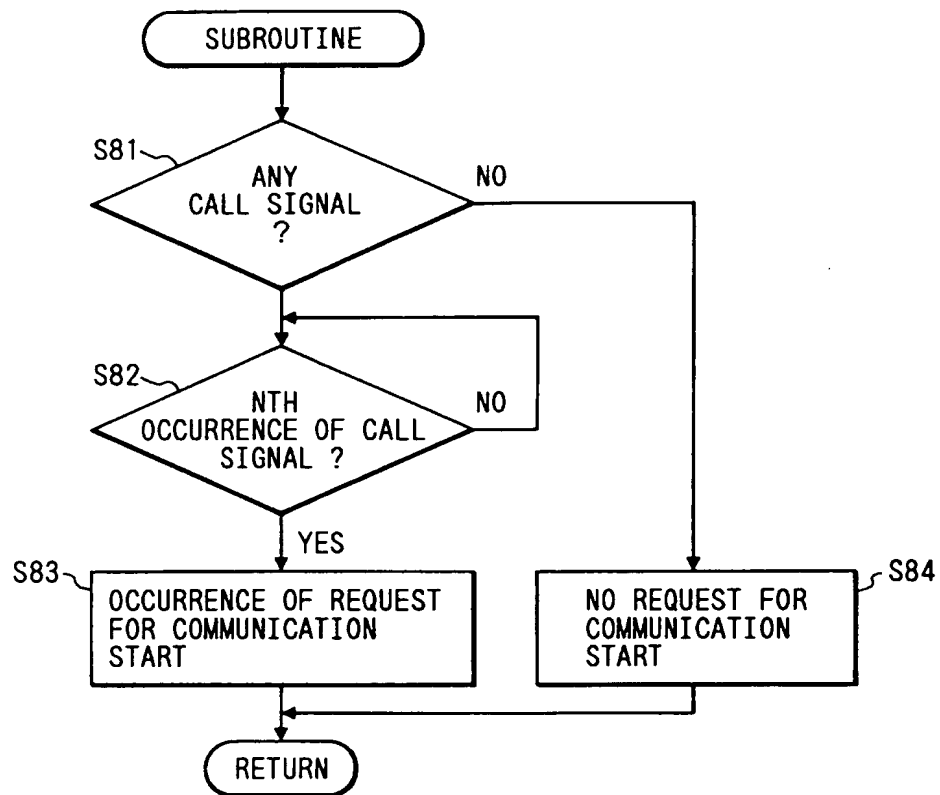 SUBROUTINE
S81
ANY
CALL SIGNAL
?
NO
S82
NTH
OCCURRENCE OF CALL
SIGNAL ?
NO
YES
S83
OCCURRENCE OF REQUEST
FOR COMMUNICATION
START
NO REQUEST FOR
COMMUNICATION
START
S84
RETURN